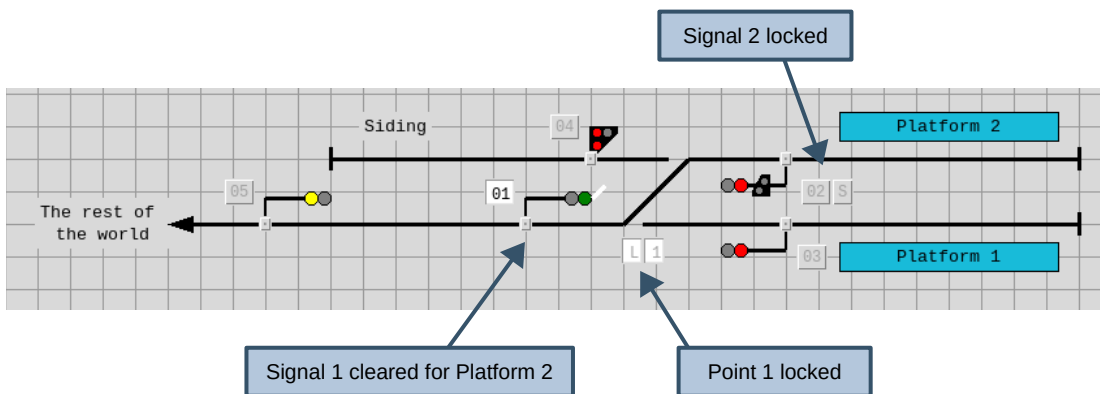 Signal 2 locked
Siding
04
Platform 2
05
01
02 S
The rest of
the world
L 1
03
Platform 1
Signal 1 cleared for Platform 2
Point 1 locked